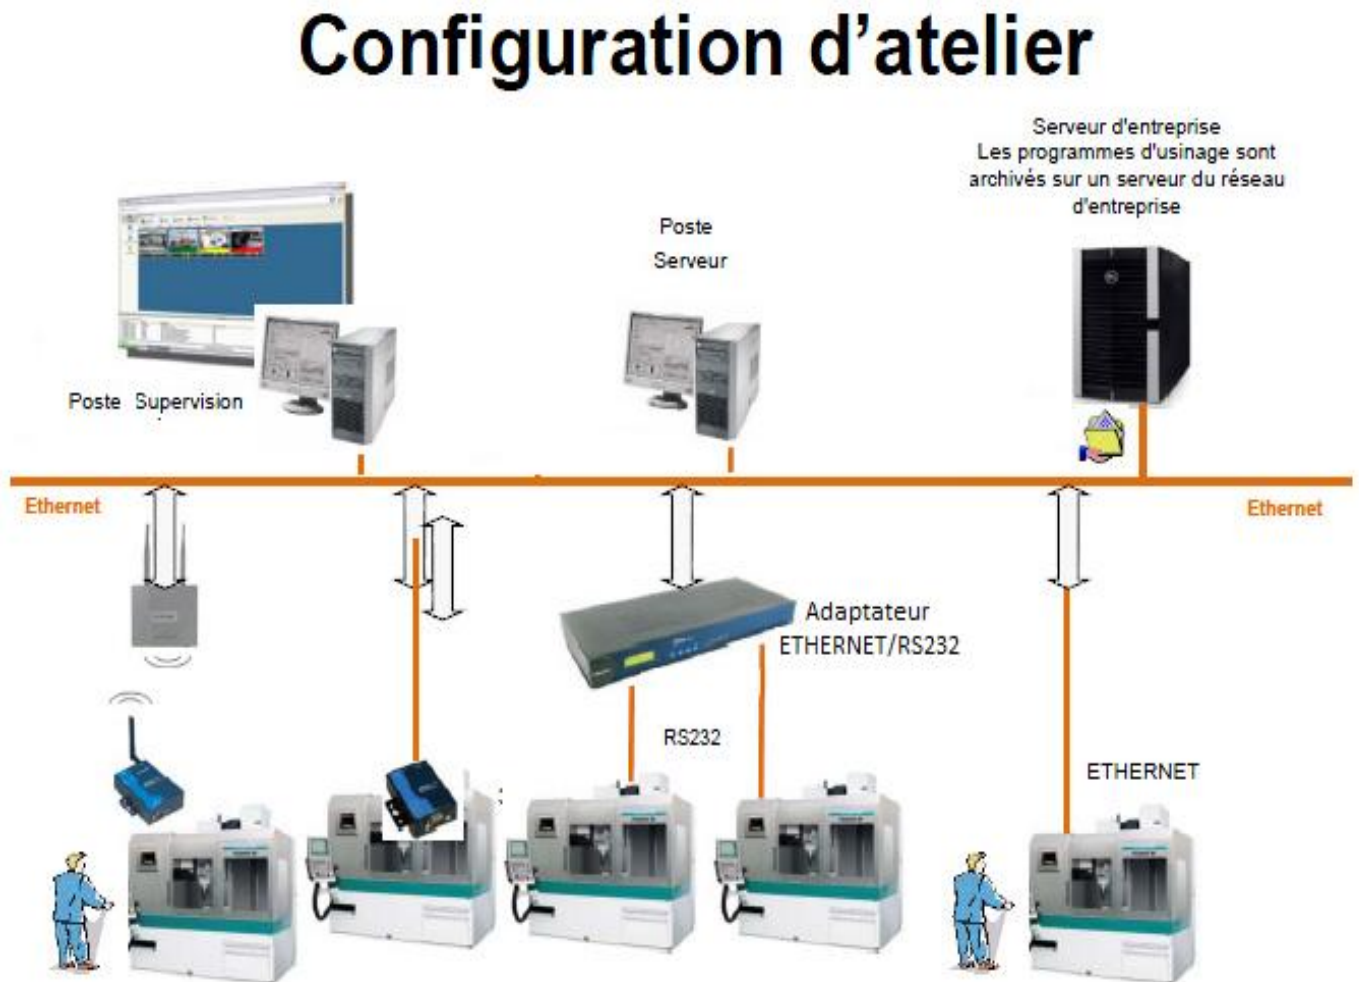 Configuration d'atelier
Serveur d'entreprise
Les programmes d'usinage sont
archivés sur un serveur du réseau
d'entreprise
Poste
Serveur
Poste Supervision
Ethernet
Ethernet
Adaptateur
ETHERNET/RS232
RS232
ETHERNET